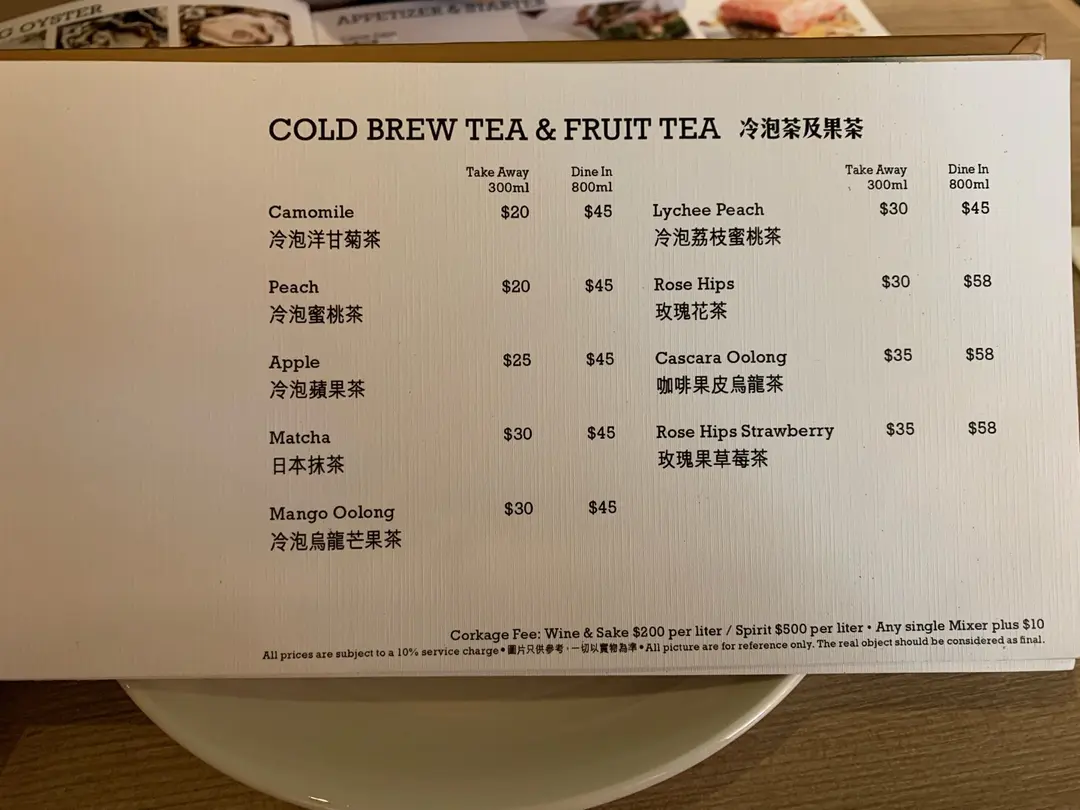 G OYSTER
APPETIZER & STARTER
COLD BREW TEA & FRUIT TEA 冷泡茶及果茶
Take Away 300ml Dine In 800ml
Camomile $20 $45
冷泡洋甘菊茶
Peach $20 $45
冷泡蜜桃茶
Apple $25 $45
冷泡蘋果茶
Matcha $30 $45
日本抹茶
Mango Oolong $30 $45
冷泡烏龍芒果茶
Take Away 300ml Dine In 800ml
Lychee Peach $30 $45
冷泡荔枝蜜桃茶
Rose Hips $30 $58
玫瑰花茶
Cascara Oolong $35 $58
咖啡果皮烏龍茶
Rose Hips Strawberry $35 $58
玫瑰果草莓茶
Corkage Fee: Wine & Sake $200 per liter / Spirit $500 per liter • Any single Mixer plus $10
All prices are subject to a 10% service charge • 圖片只供參考，一切以實物為準 • All picture are for reference only. The real object should be considered as final.